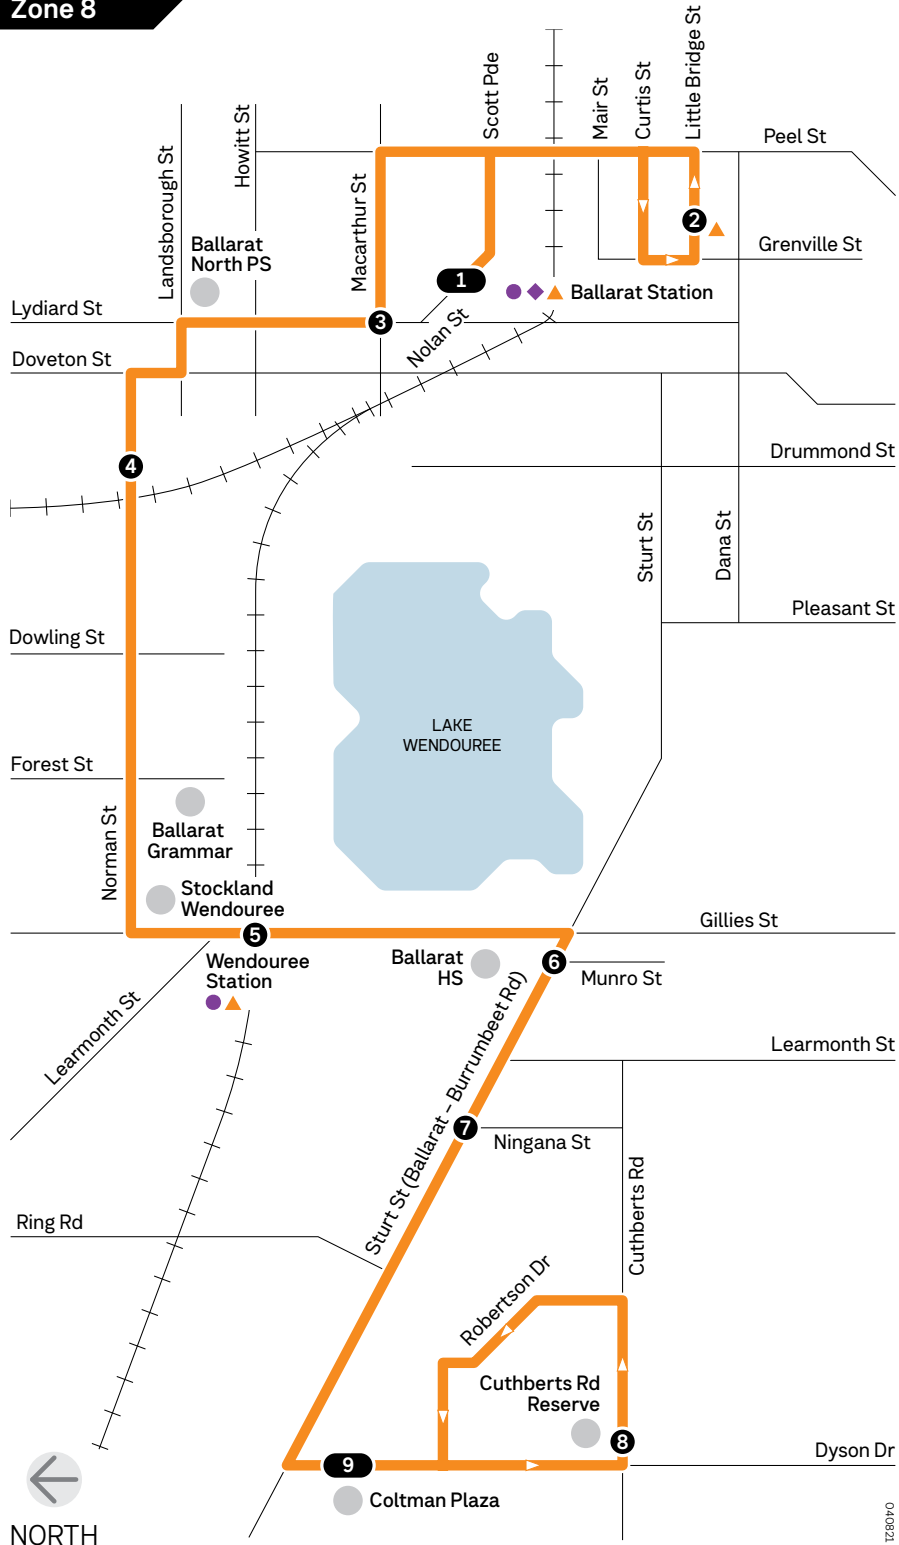 Zone 8
Scott Pde
Mair St
Curtis St
Little Bridge St
Peel St
Landsborough St
Howitt St
Macarthur St
Ballarat
North PS
2
Grenville St
1
Ballarat Station
Lydiard St
3
Nolan St
Doveton St
4
Drummond St
Sturt St
Dana St
Pleasant St
Dowling St
LAKE
WENDOUREE
Forest St
Norman St
Ballarat
Grammar
Stockland
Wendouree
Gillies St
5
Wendouree
Station
Ballarat
HS
6
Munro St
Learmonth St
Sturt St (Ballarat – Burrumbeet Rd)
Learmonth St
7
Ningana St
Cuthberts Rd
Ring Rd
Robertson Dr
Cuthberts Rd
Reserve
8
Dyson Dr
9
Coltman Plaza
NORTH
040821